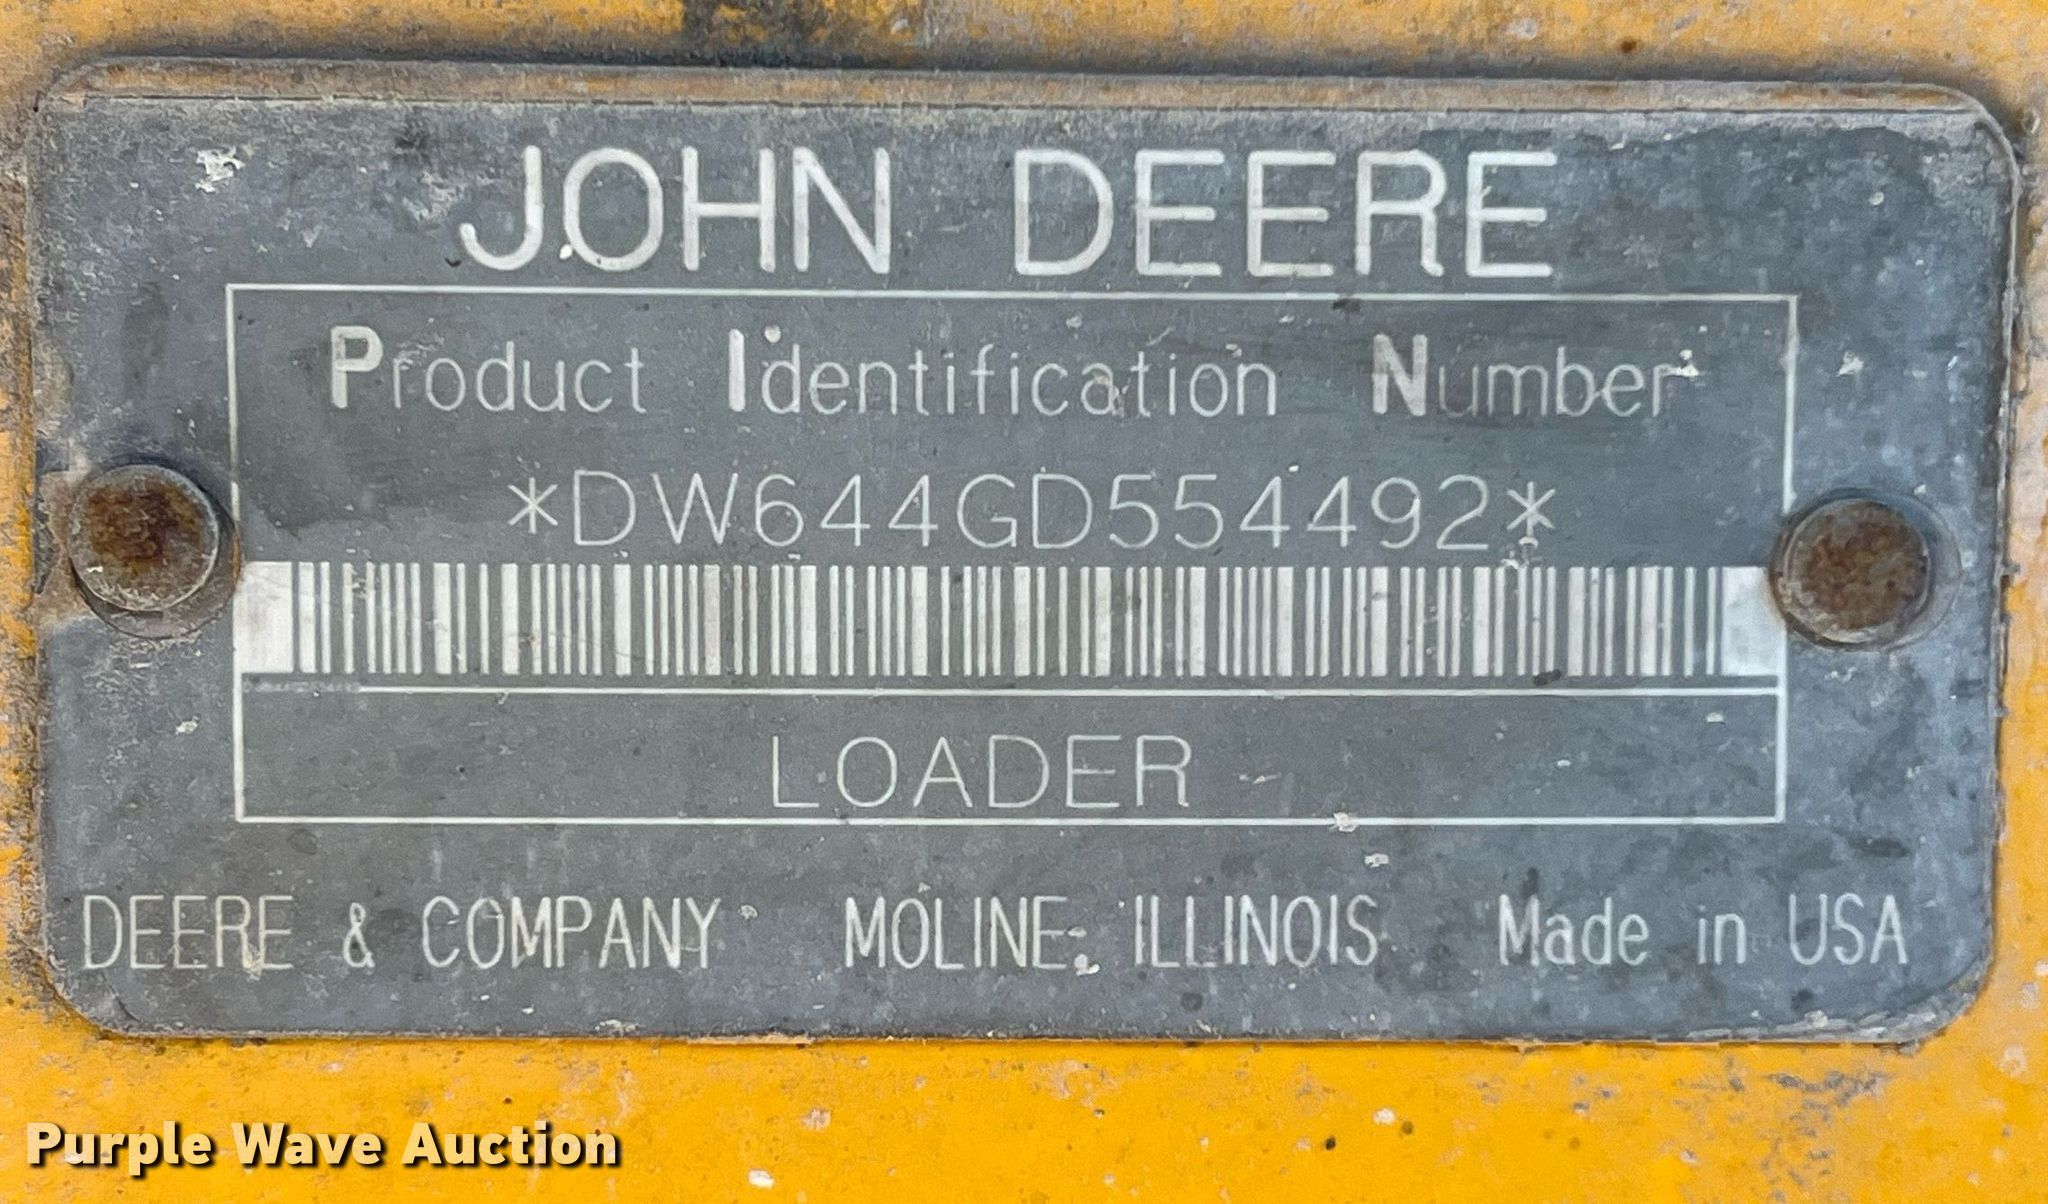 JOHN DEERE
Product Identification Number
*DW644GD554492*
LOADER
DEERE & COMPANY MOLINE, ILLINOIS Made in USA
Purple Wave Auction